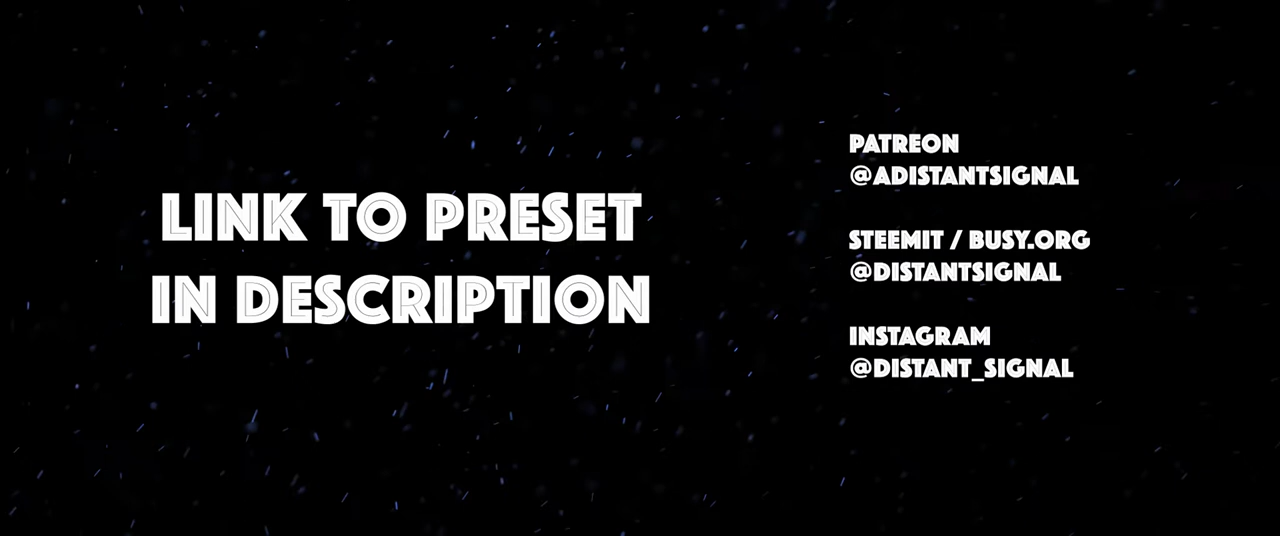 LINK TO PRESET
IN DESCRIPTION
PATREON
@ADISTANTSIGNAL
STEEMIT / BUSY.ORG
@DISTANTSIGNAL
INSTAGRAM
@DISTANT_SIGNAL